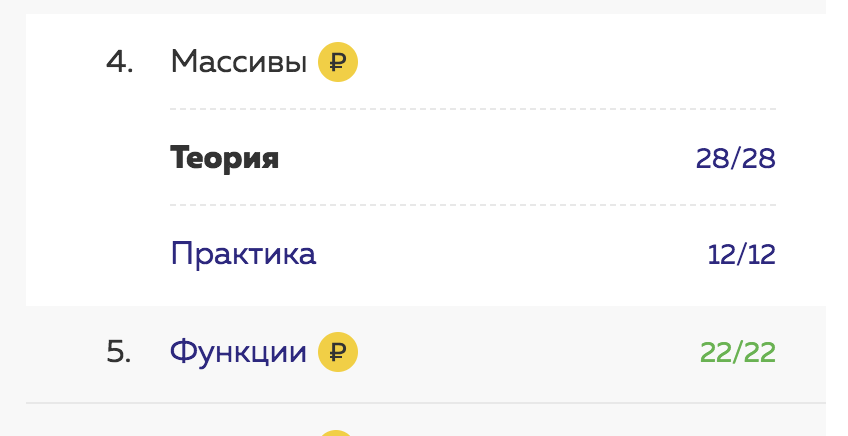 4. Массивы ₽
Теория 28/28
Практика 12/12
5. Функции ₽ 22/22